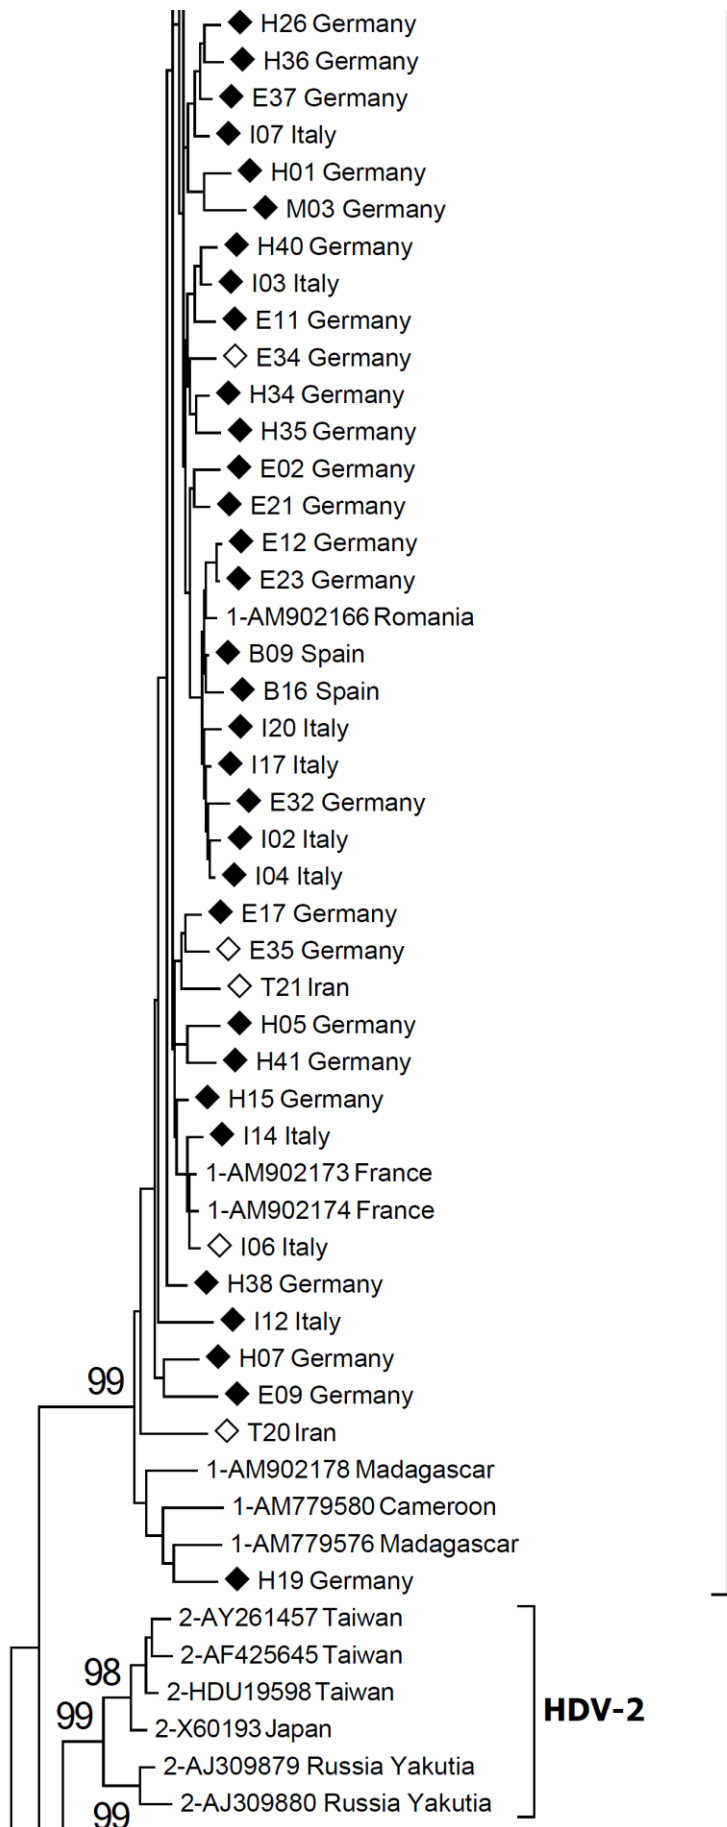 H26 Germany
H36 Germany
E37 Germany
I07 Italy
H01 Germany
M03 Germany
H40 Germany
I03 Italy
E11 Germany
E34 Germany
H34 Germany
H35 Germany
E02 Germany
E21 Germany
E12 Germany
E23 Germany
1-AM902166 Romania
B09 Spain
B16 Spain
I20 Italy
I17 Italy
E32 Germany
I02 Italy
I04 Italy
E17 Germany
E35 Germany
T21 Iran
H05 Germany
H41 Germany
H15 Germany
I14 Italy
1-AM902173 France
1-AM902174 France
I06 Italy
H38 Germany
I12 Italy
H07 Germany
99
E09 Germany
T20 Iran
1-AM902178 Madagascar
1-AM779580 Cameroon
1-AM779576 Madagascar
H19 Germany
2-AY261457 Taiwan
2-AF425645 Taiwan
98
2-HDU19598 Taiwan
99
HDV-2
2-X60193 Japan
2-AJ309879 Russia Yakutia
2-AJ309880 Russia Yakutia
99